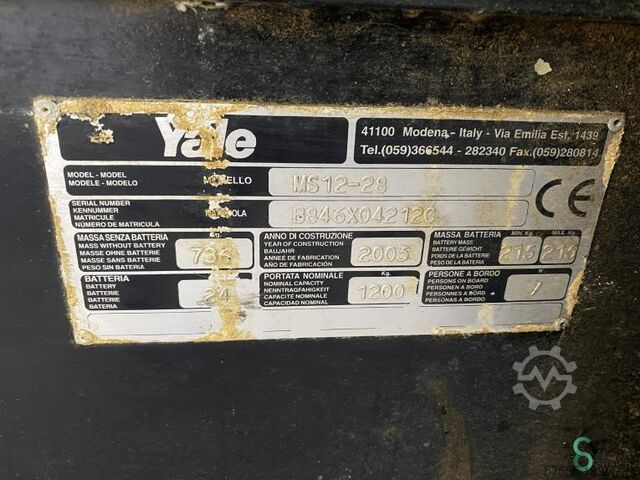 Yale
41100 Modena - Italy - Via Emilia Est, 1439
Tel.(059)366544 - 282340 Fax.(059)280814
MODEL - MODEL
MODELE - MODELO
MS12-28
CE
SERIAL NUMBER
KENNUMMER
MATRICULE
NÚMERO DE MATRICULA
B846X04212C
MASSA SENZA BATTERIA
MASS WITHOUT BATTERY
MASSE OHNE BATTERIE
MASSE SANS BATTERIE
PESO SIN BATERIA
Kg.
ANNO DI COSTRUZIONE
YEAR OF CONSTRUCTION
BAUJAHR
ANNEE DE FABRICATION
AÑO DE FABRICACIÓN
2005
MASSA BATTERIA
BATTERY MASS
BATTERIE GEWICHT
POIDS DE LA BATTERIE
PESO DE LA BATERIA
MIN. Kg.
MAX. Kg.
BATTERIA
BATTERY
BATTERIE
BATTERIE
BATERIA
24
PORTATA NOMINALE
NOMINAL CAPACITY
NENNTRAGFÄHIGKEIT
CAPACITÉ NOMINALE
CAPACIDAD NOMINAL
Kg.
1200
PERSONE A BORDO
PERSONS ON BOARD
PERSONEN A BORD
PERSONNES A BORD
PERSONAS A BORDO
N